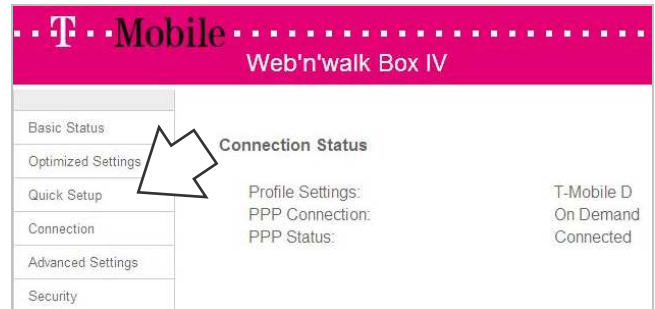 T Mobile
Web'n'walk Box IV
Basic Status
Optimized Settings
Quick Setup
Connection
Advanced Settings
Security
Connection Status
Profile Settings: T-Mobile D
PPP Connection: On Demand
PPP Status: Connected